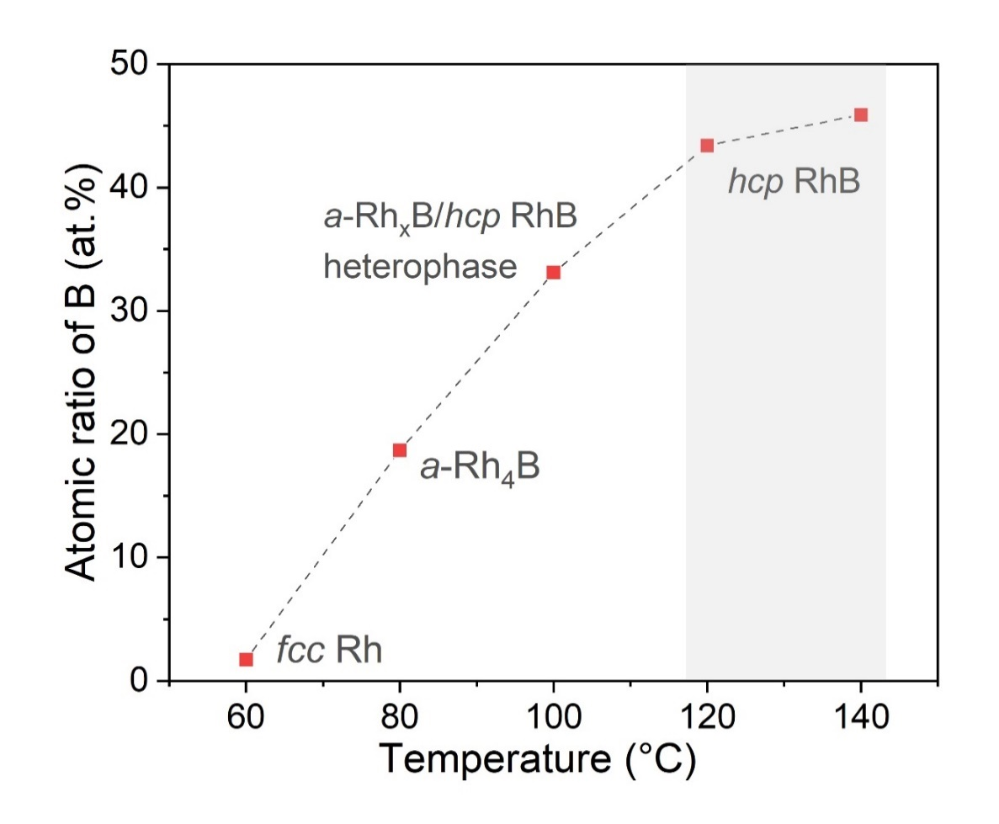 50
40
30
20
10
0
Atomic ratio of B (at.%)
a-RhₓB/hcp RhB
heterophase
hcp RhB
a-Rh₄B
fcc Rh
60 80 100 120 140
Temperature (°C)